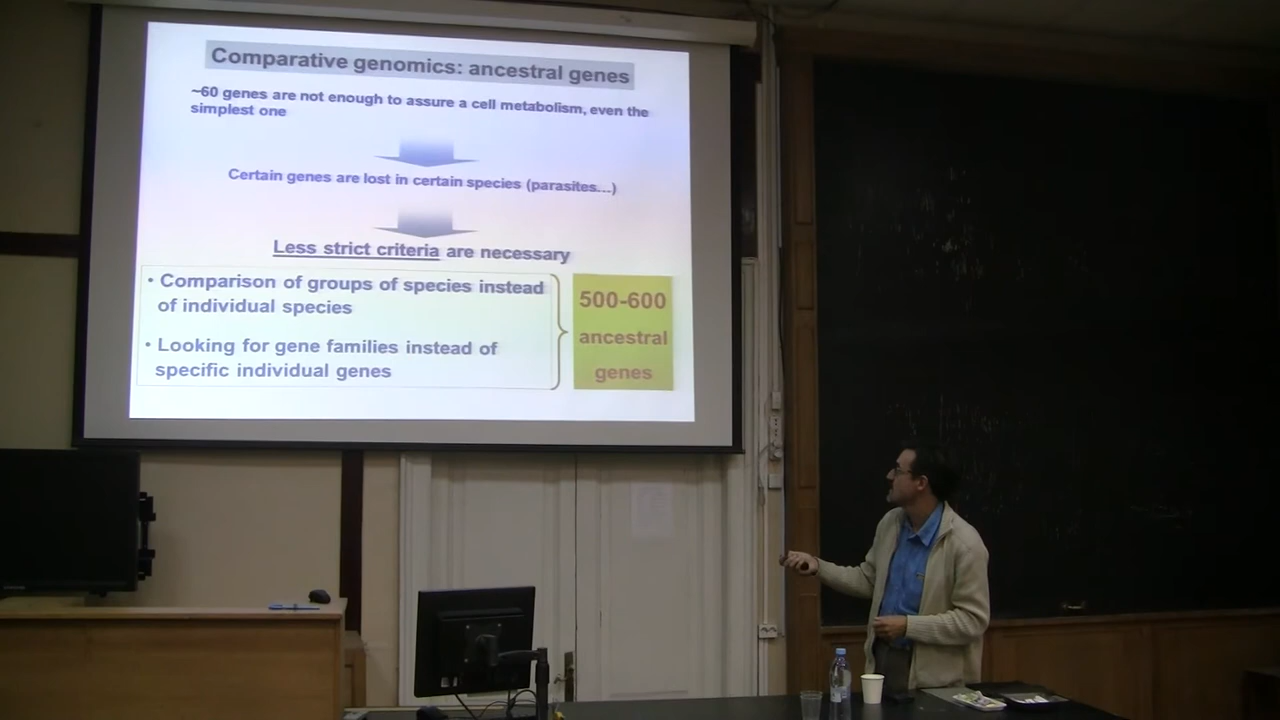 Comparative genomics: ancestral genes
~60 genes are not enough to assure a cell metabolism, even the
simplest one
Certain genes are lost in certain species (parasites...)
Less strict criteria are necessary
• Comparison of groups of species instead
of individual species
• Looking for gene families instead of
specific individual genes
500-600
ancestral
genes